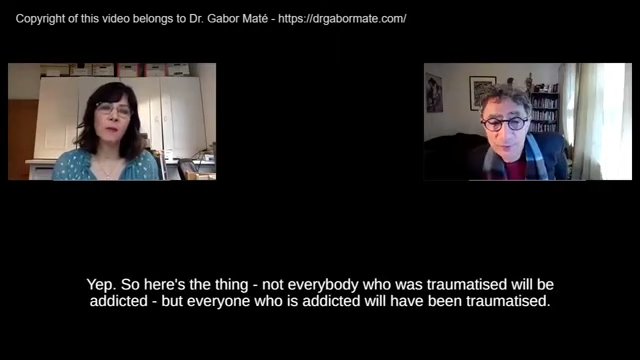 Copyright of this video belongs to Dr. Gabor Maté - https://drgabormate.com/
Yep. So here's the thing - not everybody who was traumatised will be
addicted - but everyone who is addicted will have been traumatised.